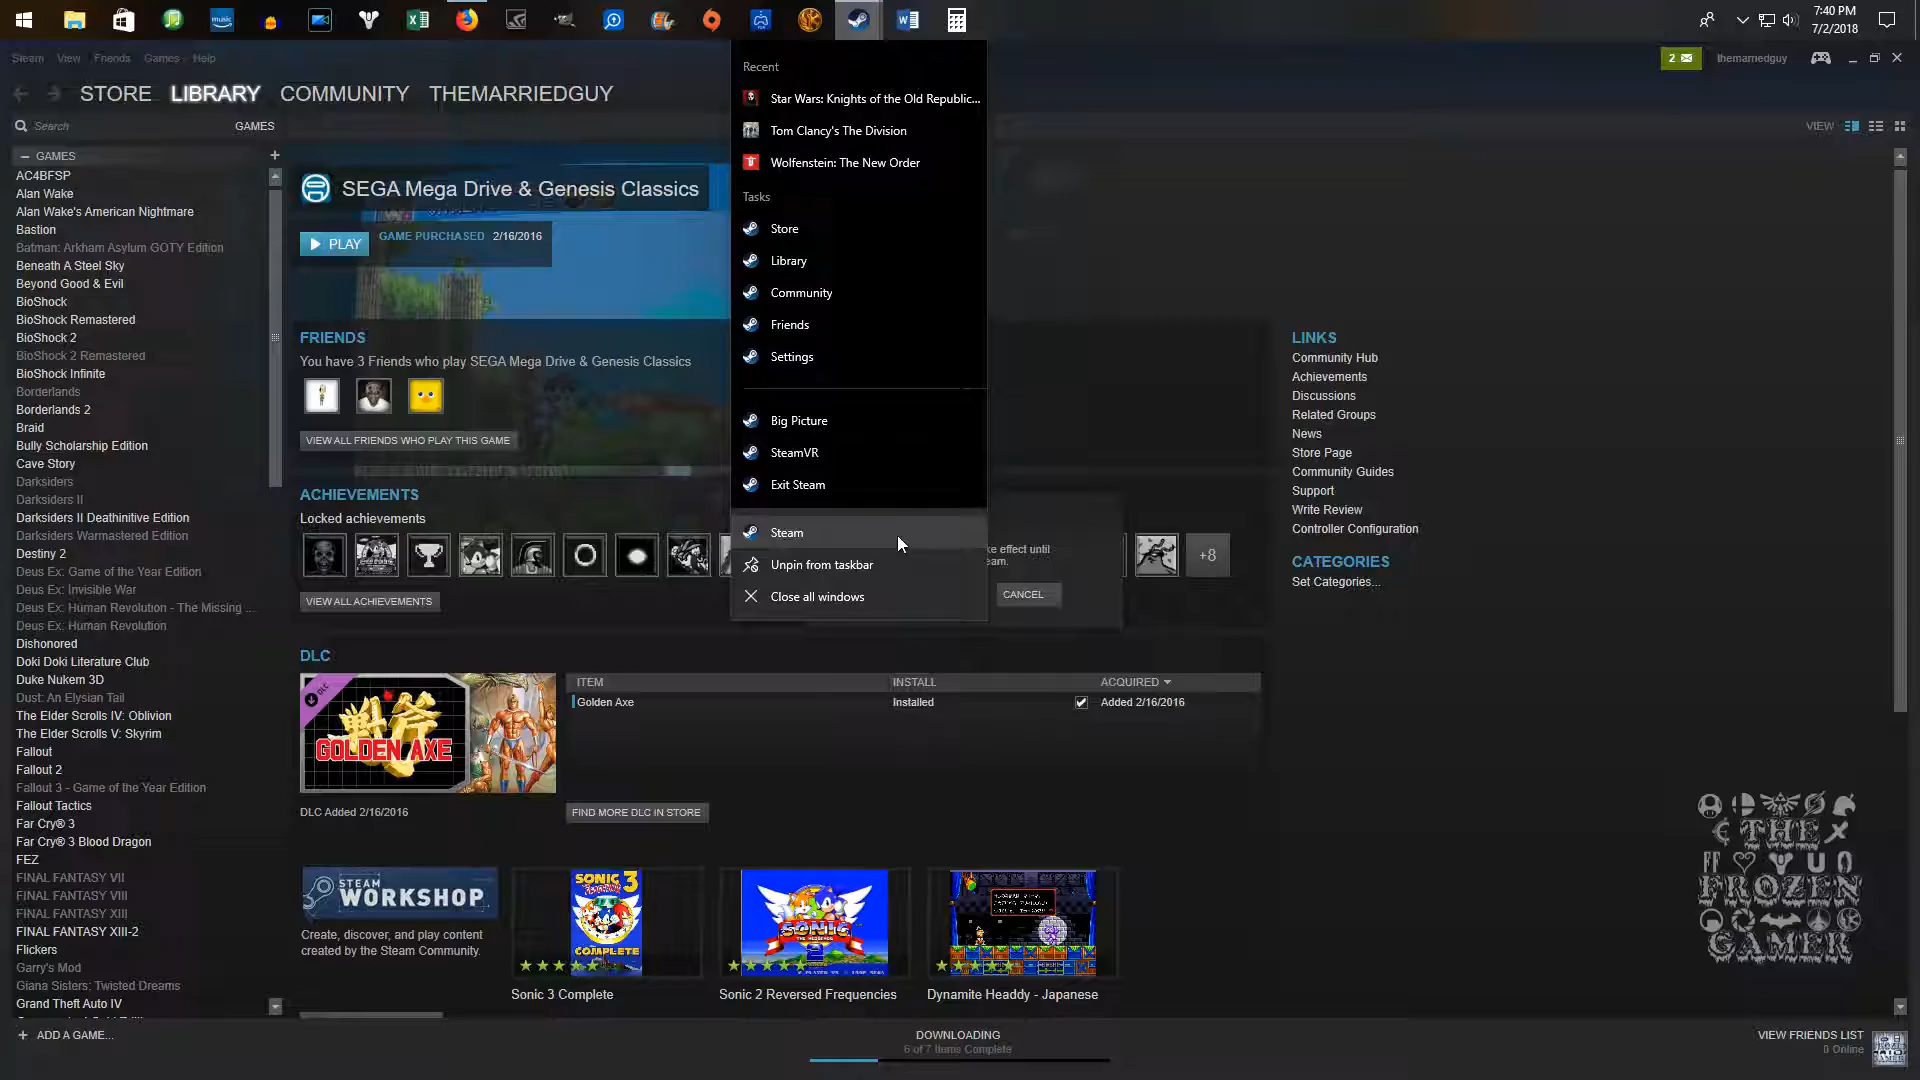 music
7:40 PM
7/2/2018
Steam View Friends Games Help
2
themarriedguy
STORE LIBRARY COMMUNITY THEMARRIEDGUY
Search
GAMES
VIEW
GAMES
AC4BFSP
Alan Wake
Alan Wake's American Nightmare
Bastion
Batman: Arkham Asylum GOTY Edition
Beneath A Steel Sky
Beyond Good & Evil
BioShock
BioShock Remastered
BioShock 2
BioShock 2 Remastered
BioShock Infinite
Borderlands
Borderlands 2
Braid
Bully Scholarship Edition
Cave Story
Darksiders
Darksiders II
Darksiders II Deathinitive Edition
Darksiders Warmastered Edition
Destiny 2
Deus Ex: Game of the Year Edition
Deus Ex: Invisible War
Deus Ex: Human Revolution - The Missing ...
Deus Ex: Human Revolution
Dishonored
Doki Doki Literature Club
Duke Nukem 3D
Dust: An Elysian Tail
The Elder Scrolls IV: Oblivion
The Elder Scrolls V: Skyrim
Fallout
Fallout 2
Fallout 3 - Game of the Year Edition
Fallout Tactics
Far Cry® 3
Far Cry® 3 Blood Dragon
FEZ
FINAL FANTASY VII
FINAL FANTASY VIII
FINAL FANTASY XIII
FINAL FANTASY XIII-2
Flickers
Garry's Mod
Giana Sisters: Twisted Dreams
Grand Theft Auto IV
ADD A GAME...
SEGA Mega Drive & Genesis Classics
PLAY
GAME PURCHASED 2/16/2016
FRIENDS
You have 3 Friends who play SEGA Mega Drive & Genesis Classics
VIEW ALL FRIENDS WHO PLAY THIS GAME
ACHIEVEMENTS
Locked achievements
+8
VIEW ALL ACHIEVEMENTS
DLC
DLC
戦斧
GOLDEN AXE
DLC Added 2/16/2016
ITEM INSTALL ACQUIRED
Golden Axe Installed Added 2/16/2016
FIND MORE DLC IN STORE
STEAM
WORKSHOP
Create, discover, and play content
created by the Steam Community.
SONIC 3
COMPLETE
Sonic 3 Complete
SONIC
THE HEDGEHOG
2
Sonic 2 Reversed Frequencies
Dynamite Headdy - Japanese
Recent
Star Wars: Knights of the Old Republic...
Tom Clancy's The Division
Wolfenstein: The New Order
Tasks
Store
Library
Community
Friends
Settings
Big Picture
SteamVR
Exit Steam
Steam
Unpin from taskbar
Close all windows
ke effect until
eam.
CANCEL
LINKS
Community Hub
Achievements
Discussions
Related Groups
News
Store Page
Community Guides
Support
Write Review
Controller Configuration
CATEGORIES
Set Categories...
THE
FROZEN
GAMER
DOWNLOADING
6 of 7 Items Complete
VIEW FRIENDS LIST
0 Online